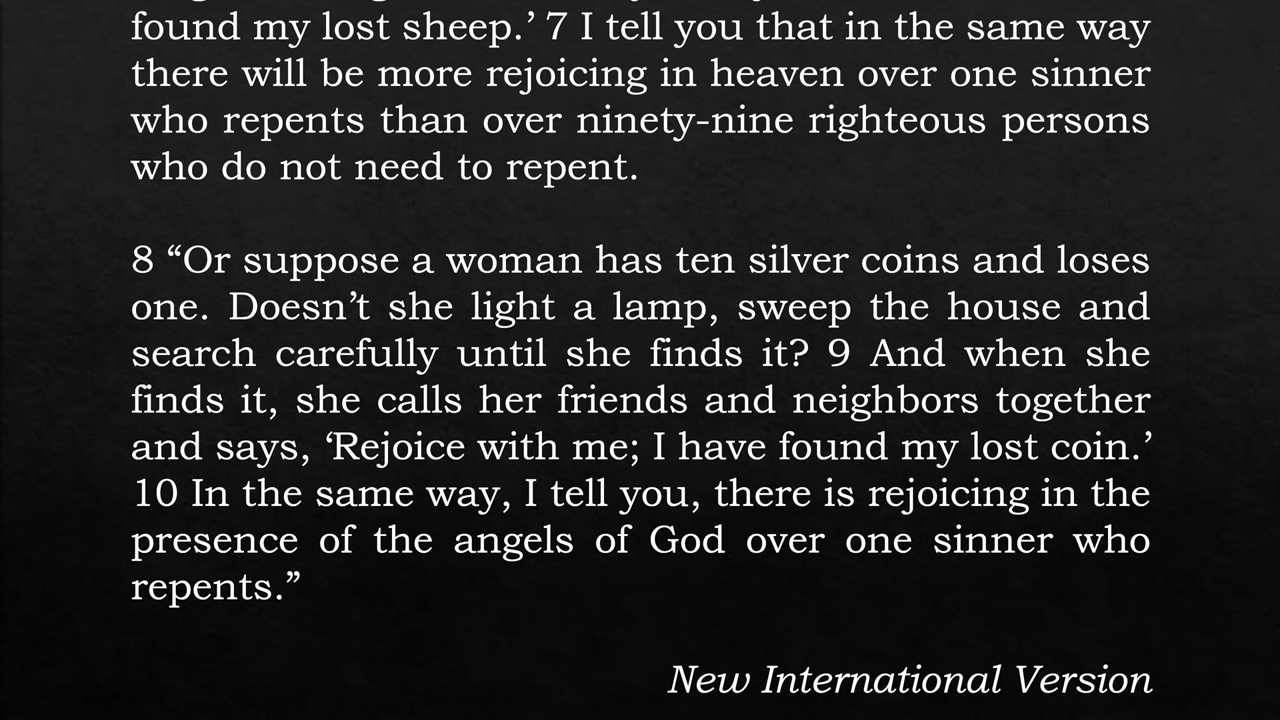 found my lost sheep.’ 7 I tell you that in the same way
there will be more rejoicing in heaven over one sinner
who repents than over ninety-nine righteous persons
who do not need to repent.
8 “Or suppose a woman has ten silver coins and loses
one. Doesn’t she light a lamp, sweep the house and
search carefully until she finds it? 9 And when she
finds it, she calls her friends and neighbors together
and says, ‘Rejoice with me; I have found my lost coin.’
10 In the same way, I tell you, there is rejoicing in the
presence of the angels of God over one sinner who
repents.”
New International Version